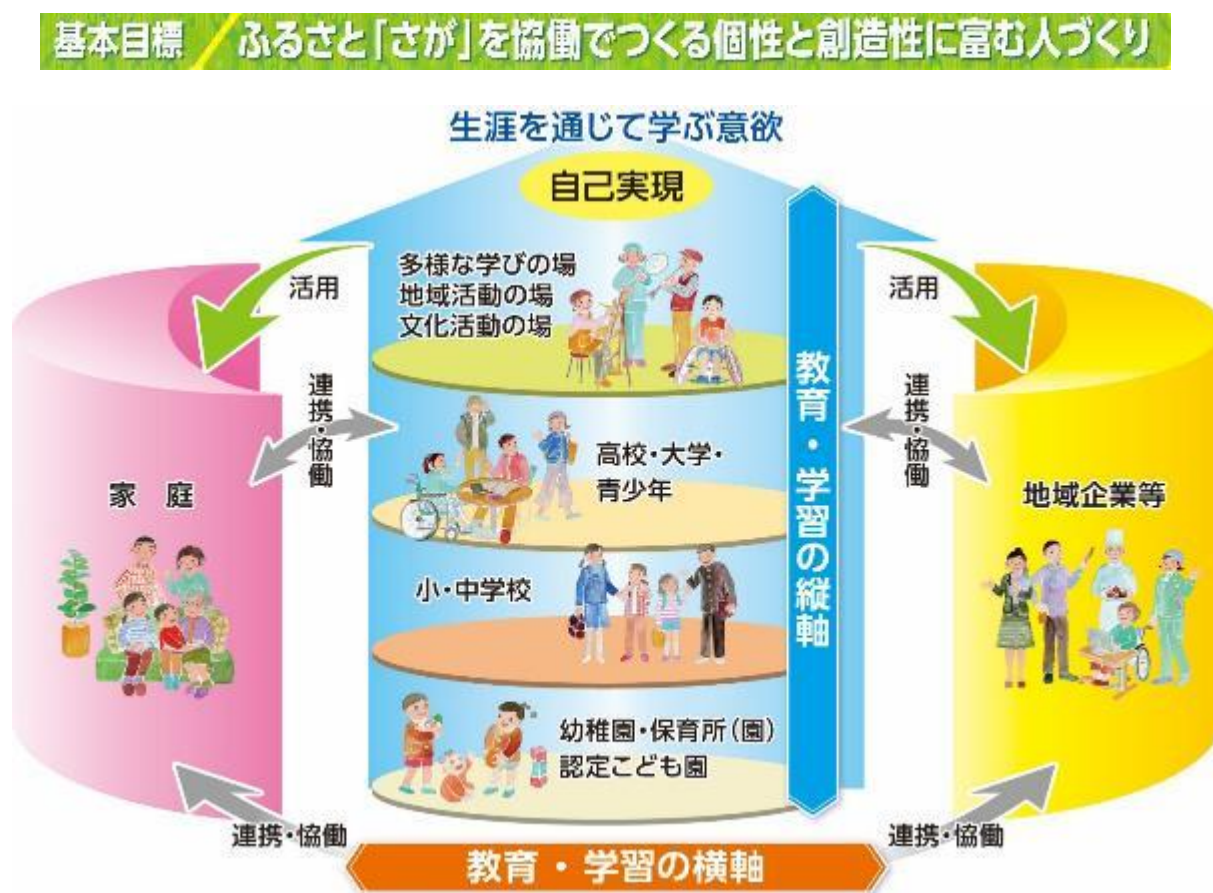 基本目標 ふるさと「さが」を協働でつくる個性と創造性に富む人づくり
生涯を通じて学ぶ意欲
自己実現
多様な学びの場
地域活動の場
文化活動の場
活用
活用
連携・協働
連携・協働
教育・学習の縦軸
高校・大学・
青少年
家 庭
地域企業等
小・中学校
幼稚園・保育所(園)
認定こども園
連携・協働
連携・協働
教育・学習の横軸